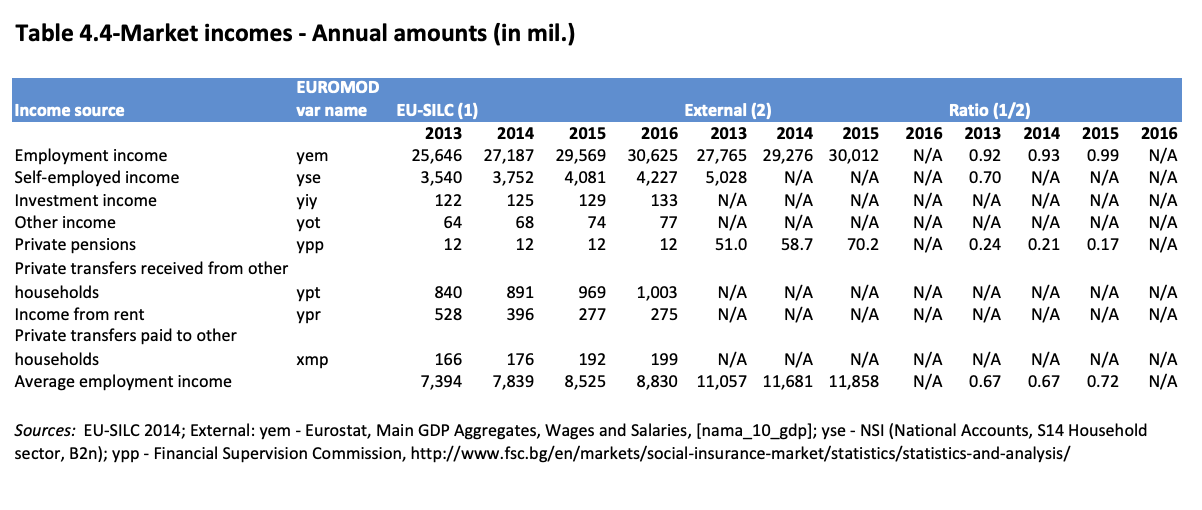 Table 4.4-Market incomes - Annual amounts (in mil.)
EUROMOD
Income source var name EU-SILC (1) External (2) Ratio (1/2)
2013 2014 2015 2016 2013 2014 2015 2016 2013 2014 2015 2016
Employment income yem 25,646 27,187 29,569 30,625 27,765 29,276 30,012 N/A 0.92 0.93 0.99 N/A
Self-employed income yse 3,540 3,752 4,081 4,227 5,028 N/A N/A N/A 0.70 N/A N/A N/A
Investment income yiy 122 125 129 133 N/A N/A N/A N/A N/A N/A N/A N/A
Other income yot 64 68 74 77 N/A N/A N/A N/A N/A N/A N/A N/A
Private pensions ypp 12 12 12 12 51.0 58.7 70.2 N/A 0.24 0.21 0.17 N/A
Private transfers received from other
households ypt 840 891 969 1,003 N/A N/A N/A N/A N/A N/A N/A N/A
Income from rent ypr 528 396 277 275 N/A N/A N/A N/A N/A N/A N/A N/A
Private transfers paid to other
households xmp 166 176 192 199 N/A N/A N/A N/A N/A N/A N/A N/A
Average employment income 7,394 7,839 8,525 8,830 11,057 11,681 11,858 N/A 0.67 0.67 0.72 N/A
Sources: EU-SILC 2014; External: yem - Eurostat, Main GDP Aggregates, Wages and Salaries, [nama_10_gdp]; yse - NSI (National Accounts, S14 Household
sector, B2n); ypp - Financial Supervision Commission, http://www.fsc.bg/en/markets/social-insurance-market/statistics/statistics-and-analysis/